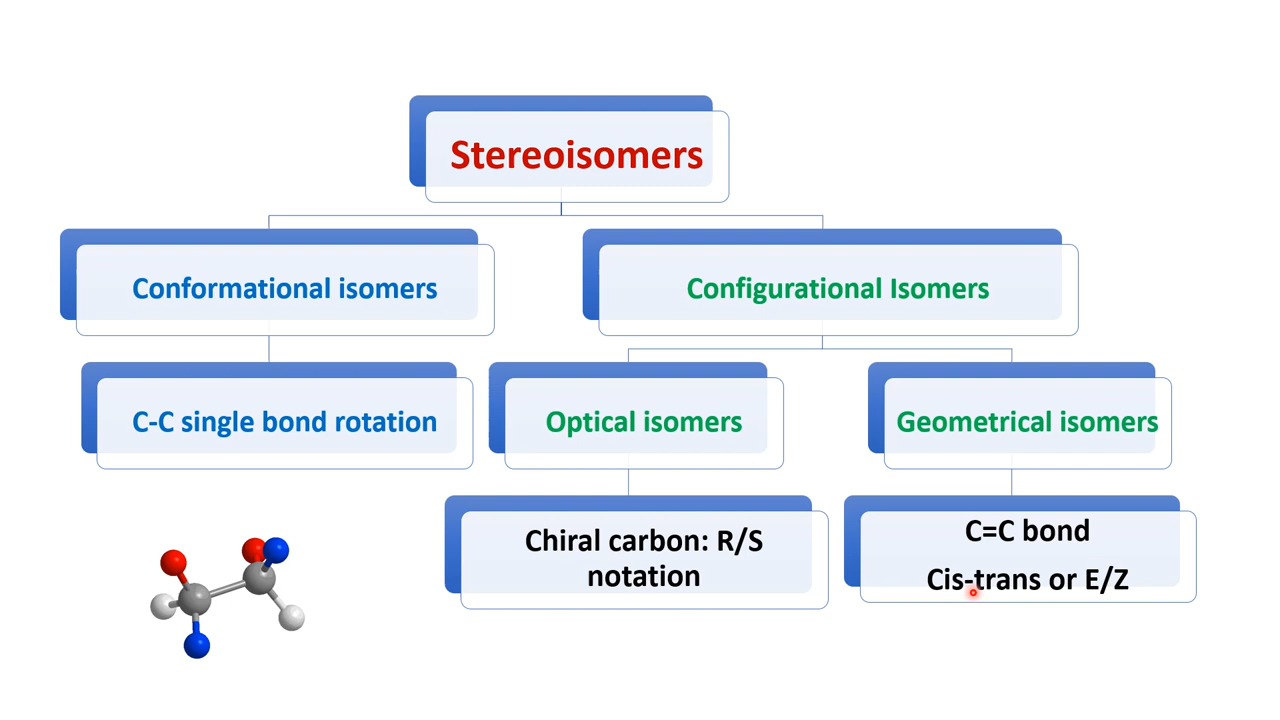 Stereoisomers
Conformational isomers
Configurational Isomers
C-C single bond rotation
Optical isomers
Geometrical isomers
Chiral carbon: R/S
notation
C=C bond
Cis-trans or E/Z